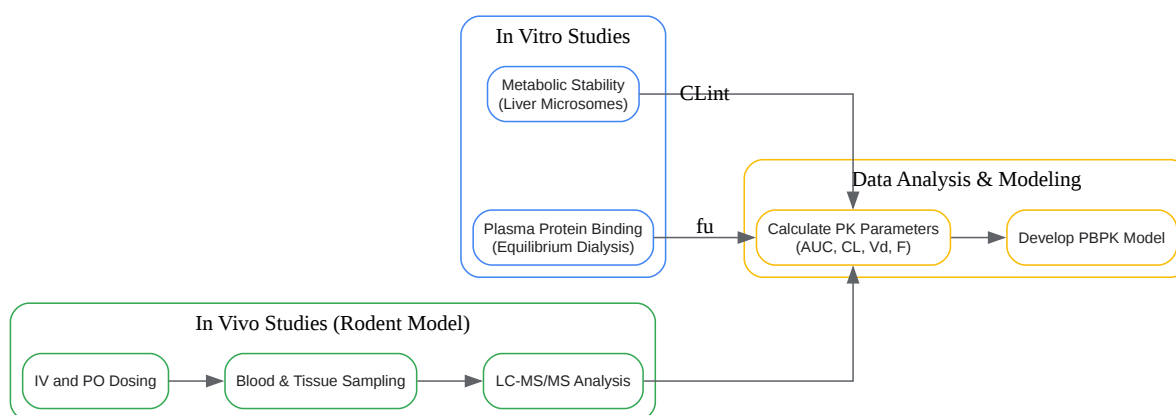 In Vitro Studies
Metabolic Stability
(Liver Microsomes)
CLint
Data Analysis & Modeling
Plasma Protein Binding
(Equilibrium Dialysis)
fu
Calculate PK Parameters
(AUC, CL, Vd, F)
Develop PBPK Model
In Vivo Studies (Rodent Model)
IV and PO Dosing
Blood & Tissue Sampling
LC-MS/MS Analysis